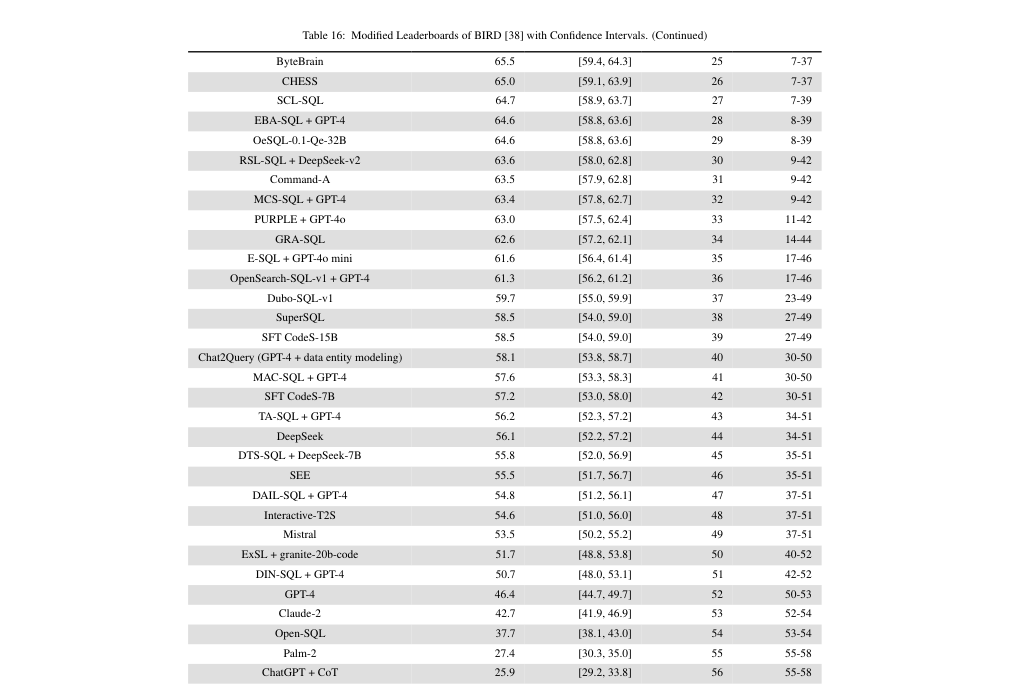 Table 16: Modified Leaderboards of BIRD [38] with Confidence Intervals. (Continued)
ByteBrain 65.5 [59.4, 64.3] 25 7-37
CHESS 65.0 [59.1, 63.9] 26 7-37
SCL-SQL 64.7 [58.9, 63.7] 27 7-39
EBA-SQL + GPT-4 64.6 [58.8, 63.6] 28 8-39
OeSQL-0.1-Qe-32B 64.6 [58.8, 63.6] 29 8-39
RSL-SQL + DeepSeek-v2 63.6 [58.0, 62.8] 30 9-42
Command-A 63.5 [57.9, 62.8] 31 9-42
MCS-SQL + GPT-4 63.4 [57.8, 62.7] 32 9-42
PURPLE + GPT-4o 63.0 [57.5, 62.4] 33 11-42
GRA-SQL 62.6 [57.2, 62.1] 34 14-44
E-SQL + GPT-4o mini 61.6 [56.4, 61.4] 35 17-46
OpenSearch-SQL-v1 + GPT-4 61.3 [56.2, 61.2] 36 17-46
Dubo-SQL-v1 59.7 [55.0, 59.9] 37 23-49
SuperSQL 58.5 [54.0, 59.0] 38 27-49
SFT CodeS-15B 58.5 [54.0, 59.0] 39 27-49
Chat2Query (GPT-4 + data entity modeling) 58.1 [53.8, 58.7] 40 30-50
MAC-SQL + GPT-4 57.6 [53.3, 58.3] 41 30-50
SFT CodeS-7B 57.2 [53.0, 58.0] 42 30-51
TA-SQL + GPT-4 56.2 [52.3, 57.2] 43 34-51
DeepSeek 56.1 [52.2, 57.2] 44 34-51
DTS-SQL + DeepSeek-7B 55.8 [52.0, 56.9] 45 35-51
SEE 55.5 [51.7, 56.7] 46 35-51
DAIL-SQL + GPT-4 54.8 [51.2, 56.1] 47 37-51
Interactive-T2S 54.6 [51.0, 56.0] 48 37-51
Mistral 53.5 [50.2, 55.2] 49 37-51
ExSL + granite-20b-code 51.7 [48.8, 53.8] 50 40-52
DIN-SQL + GPT-4 50.7 [48.0, 53.1] 51 42-52
GPT-4 46.4 [44.7, 49.7] 52 50-53
Claude-2 42.7 [41.9, 46.9] 53 52-54
Open-SQL 37.7 [38.1, 43.0] 54 53-54
Palm-2 27.4 [30.3, 35.0] 55 55-58
ChatGPT + CoT 25.9 [29.2, 33.8] 56 55-58